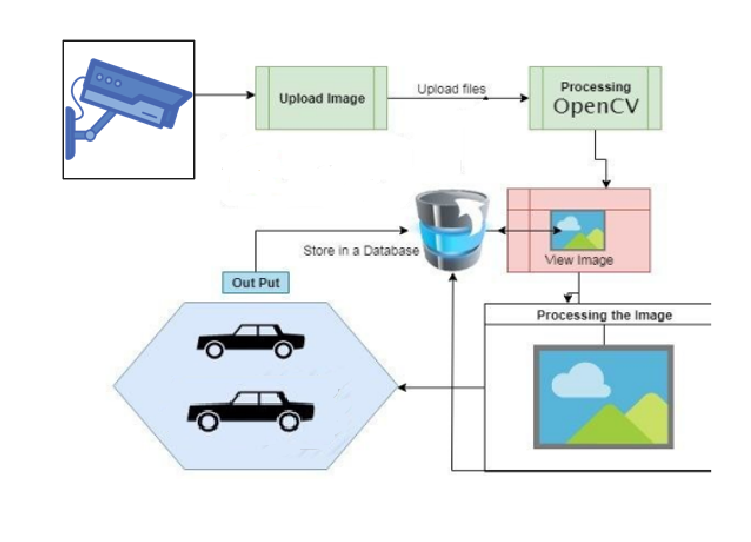 Upload Image
Upload files
Processing
OpenCV
Store in a Database
View Image
Out Put
Processing the Image